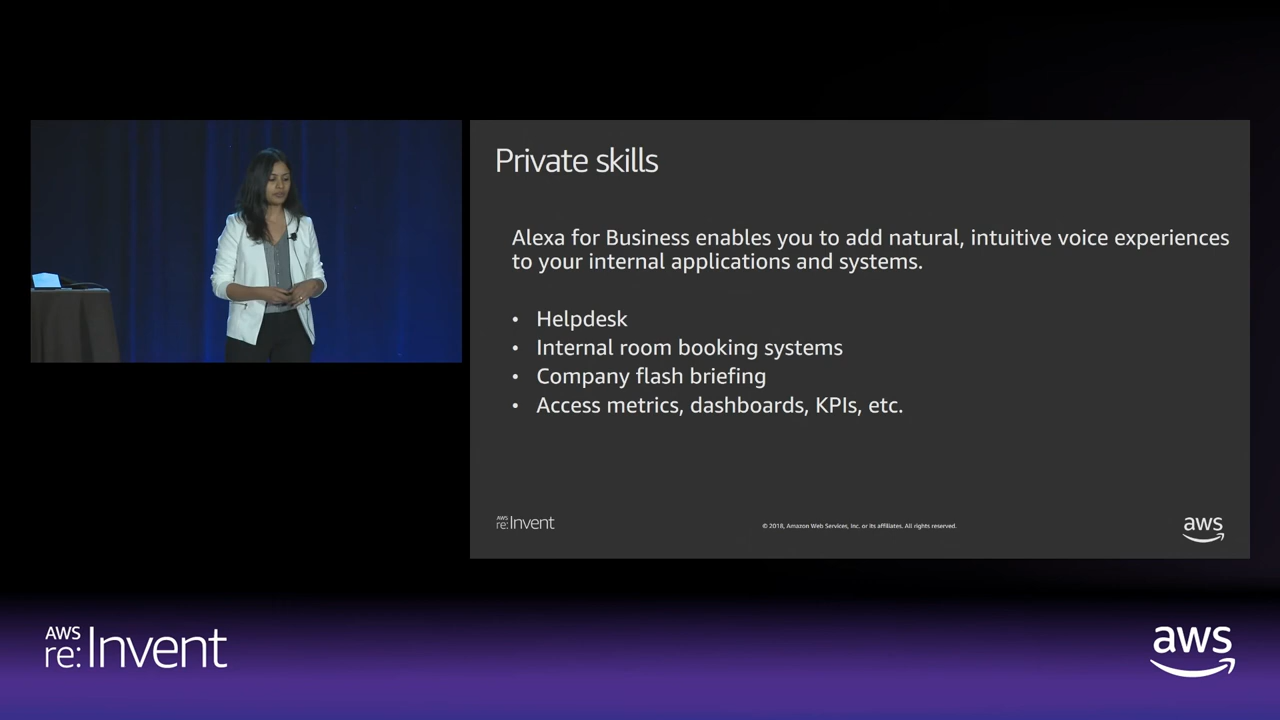 Private skills
Alexa for Business enables you to add natural, intuitive voice experiences
to your internal applications and systems.
• Helpdesk
• Internal room booking systems
• Company flash briefing
• Access metrics, dashboards, KPIs, etc.
AWS
re:Invent
© 2018, Amazon Web Services, Inc. or its affiliates. All rights reserved.
aws
AWS
re:Invent
aws